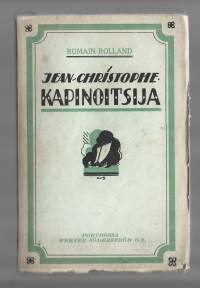 ROMAIN ROLLAND
JEAN-CHRISTOPHE
KAPINOITSIJA
PORVOOSSA
WERNER SÖDERSTRÖM O.Y.